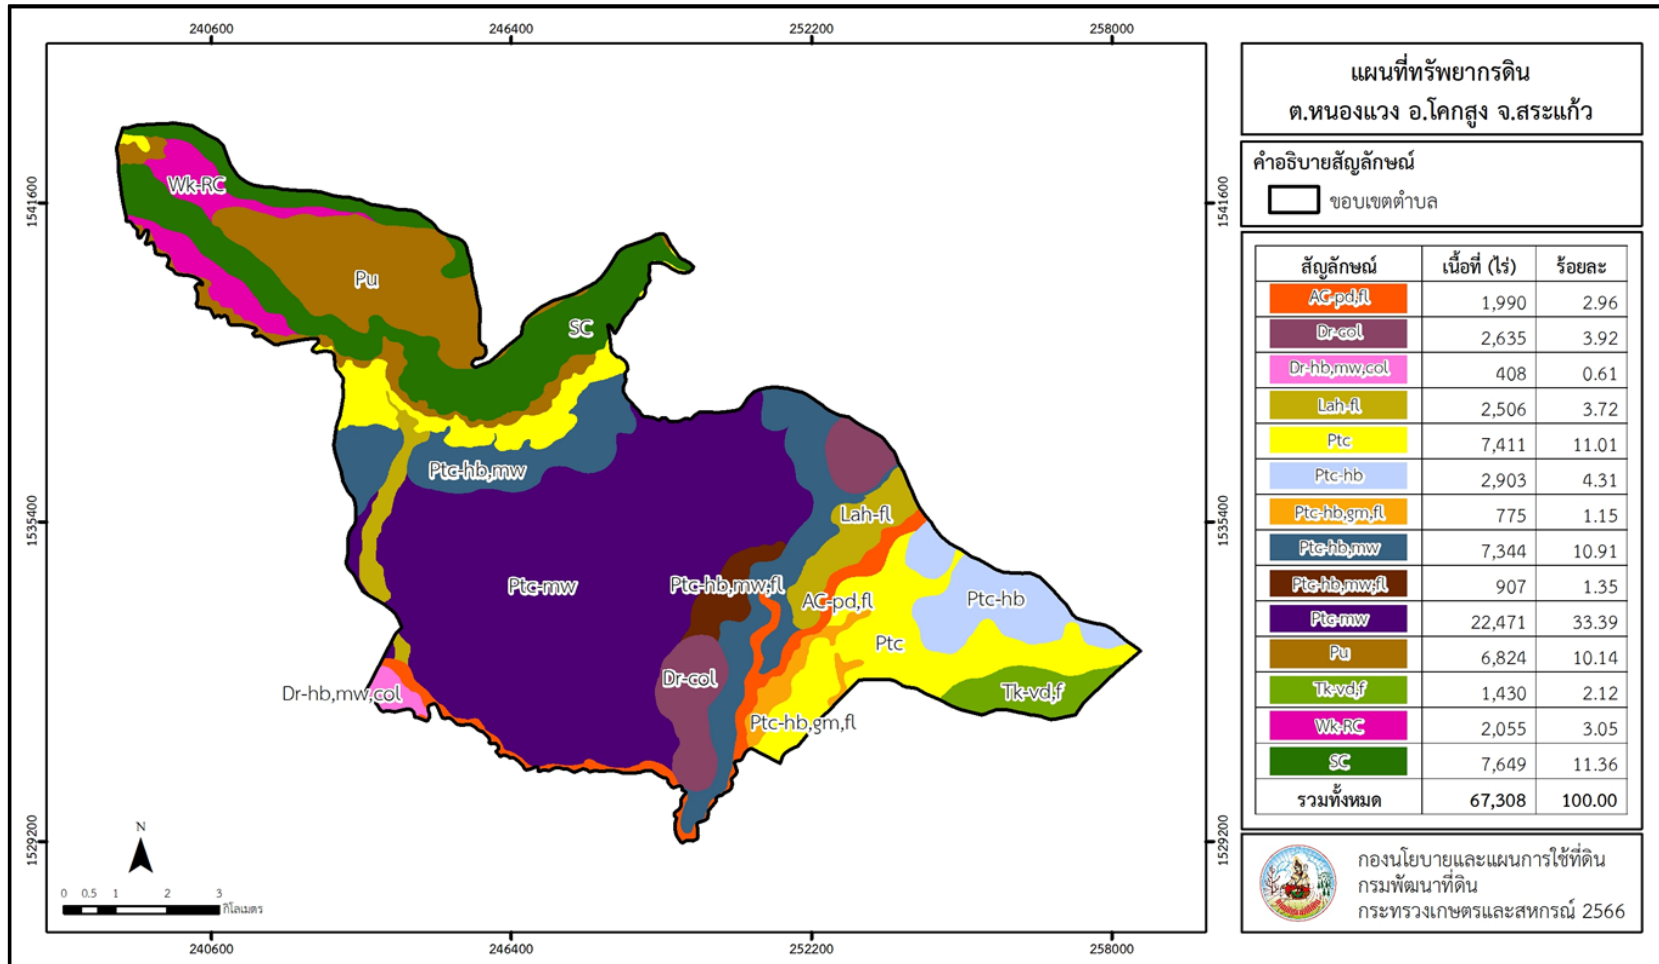 240600 246400 252200 258000
แผนที่ทรัพยากรดิน
ต.หนองแวง อ.โคกสูง จ.สระแก้ว
คำอธิบายสัญลักษณ์
ขอบเขตตำบล
สัญลักษณ์ เนื้อที่ (ไร่) ร้อยละ
AC-pd,fl 1,990 2.96
Dr-col 2,635 3.92
Dr-hb,mw,col 408 0.61
Lah-fl 2,506 3.72
Ptc 7,411 11.01
Ptc-hb 2,903 4.31
Ptc-hb,gm,fl 775 1.15
Ptc-hb,mw 7,344 10.91
Ptc-hb,mw,fl 907 1.35
Ptc-mw 22,471 33.39
Pu 6,824 10.14
Tk-vd,f 1,430 2.12
Wk-RC 2,055 3.05
SC 7,649 11.36
รวมทั้งหมด 67,308 100.00
กองนโยบายและแผนการใช้ที่ดิน
กรมพัฒนาที่ดิน
กระทรวงเกษตรและสหกรณ์ 2566
1541600 1541600
1535400 1535400
1529200 1529200
Wk-RC
Pu
SC
Ptc-hb,mw
Lah-fl
Ptc-mw
Ptc-hb,mw,fl
AC-pd,fl
Ptc-hb
Ptc
Dr-col
Dr-hb,mw,col
Tk-vd,f
Ptc-hb,gm,fl
N
0 0.5 1 2 3
กิโลเมตร
240600 246400 252200 258000